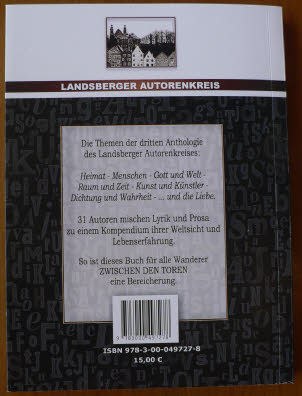 LANDSBERGER AUTORENKREIS
Die Themen der dritten Anthologie
des Landsberger Autorenkreises:
Heimat - Menschen - Gott und Welt -
Raum und Zeit - Kunst und Künstler -
Dichtung und Wahrheit - ... und die Liebe.
31 Autoren mischen Lyrik und Prosa
zu einem Kompendium ihrer Weltsicht und
Lebenserfahrung.
So ist dieses Buch für alle Wanderer
ZWISCHEN DEN TOREN
eine Bereicherung.
9 783000 497278
ISBN 978-3-00-049727-8
15,00 €